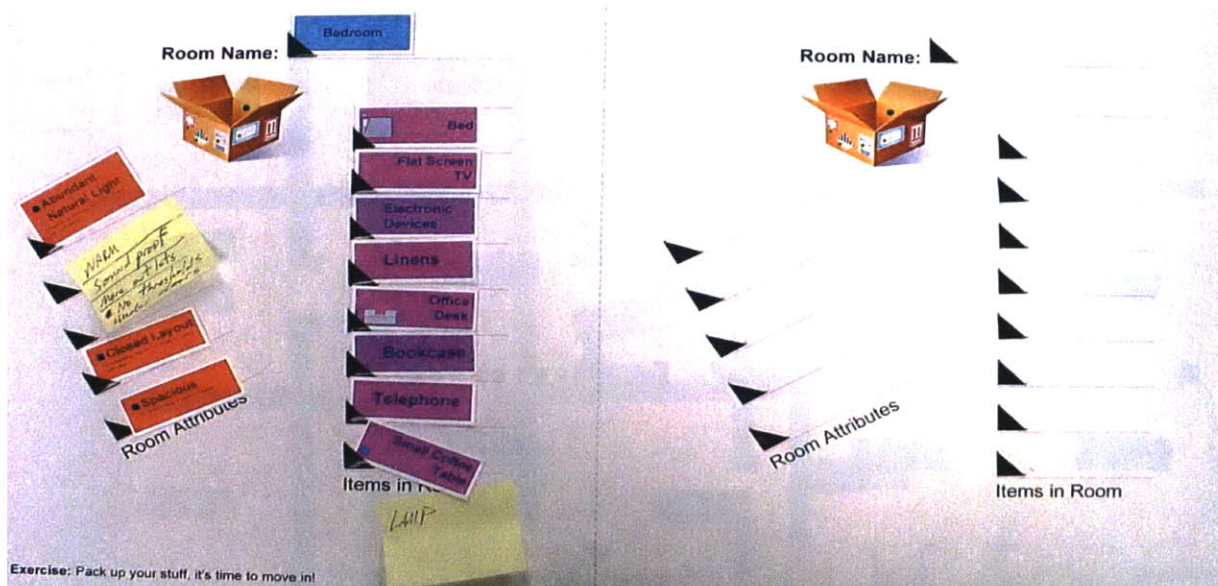 Room Name:
Bedroom
Bed
Flat Screen
TV
Electronic
Devices
Linens
Office
Desk
Bookcase
Telephone
Small Coffee
Table
Items in
LAMP
Abundant
Natural Light
WARM
Sound proof
More outlets
No thresholds
Closed Layout
Spacious
Room Attributes
Exercise: Pack up your stuff, it's time to move in!
Room Name:
Room Attributes
Items in Room